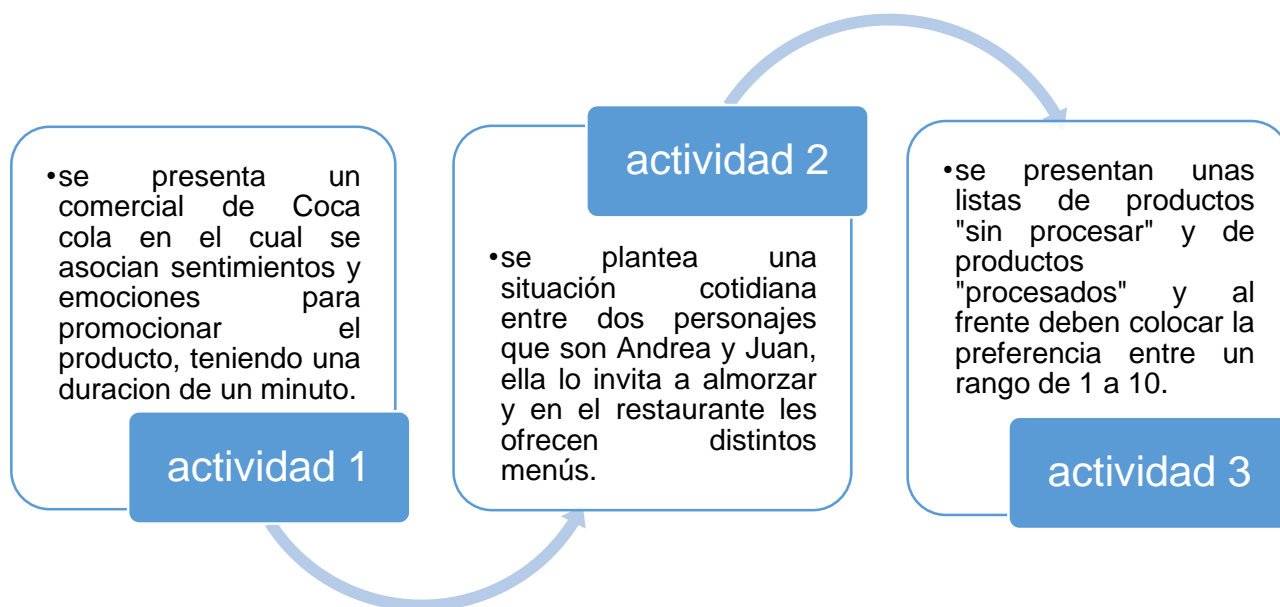 •se presenta un
comercial de Coca
cola en el cual se
asocian sentimientos y
emociones para
promocionar el
producto, teniendo una
duracion de un minuto.
actividad 1
actividad 2
•se plantea una
situación cotidiana
entre dos personajes
que son Andrea y Juan,
ella lo invita a almorzar
y en el restaurante les
ofrecen distintos
menús.
•se presentan unas
listas de productos
"sin procesar" y de
productos
"procesados" y al
frente deben colocar la
preferencia entre un
rango de 1 a 10.
actividad 3